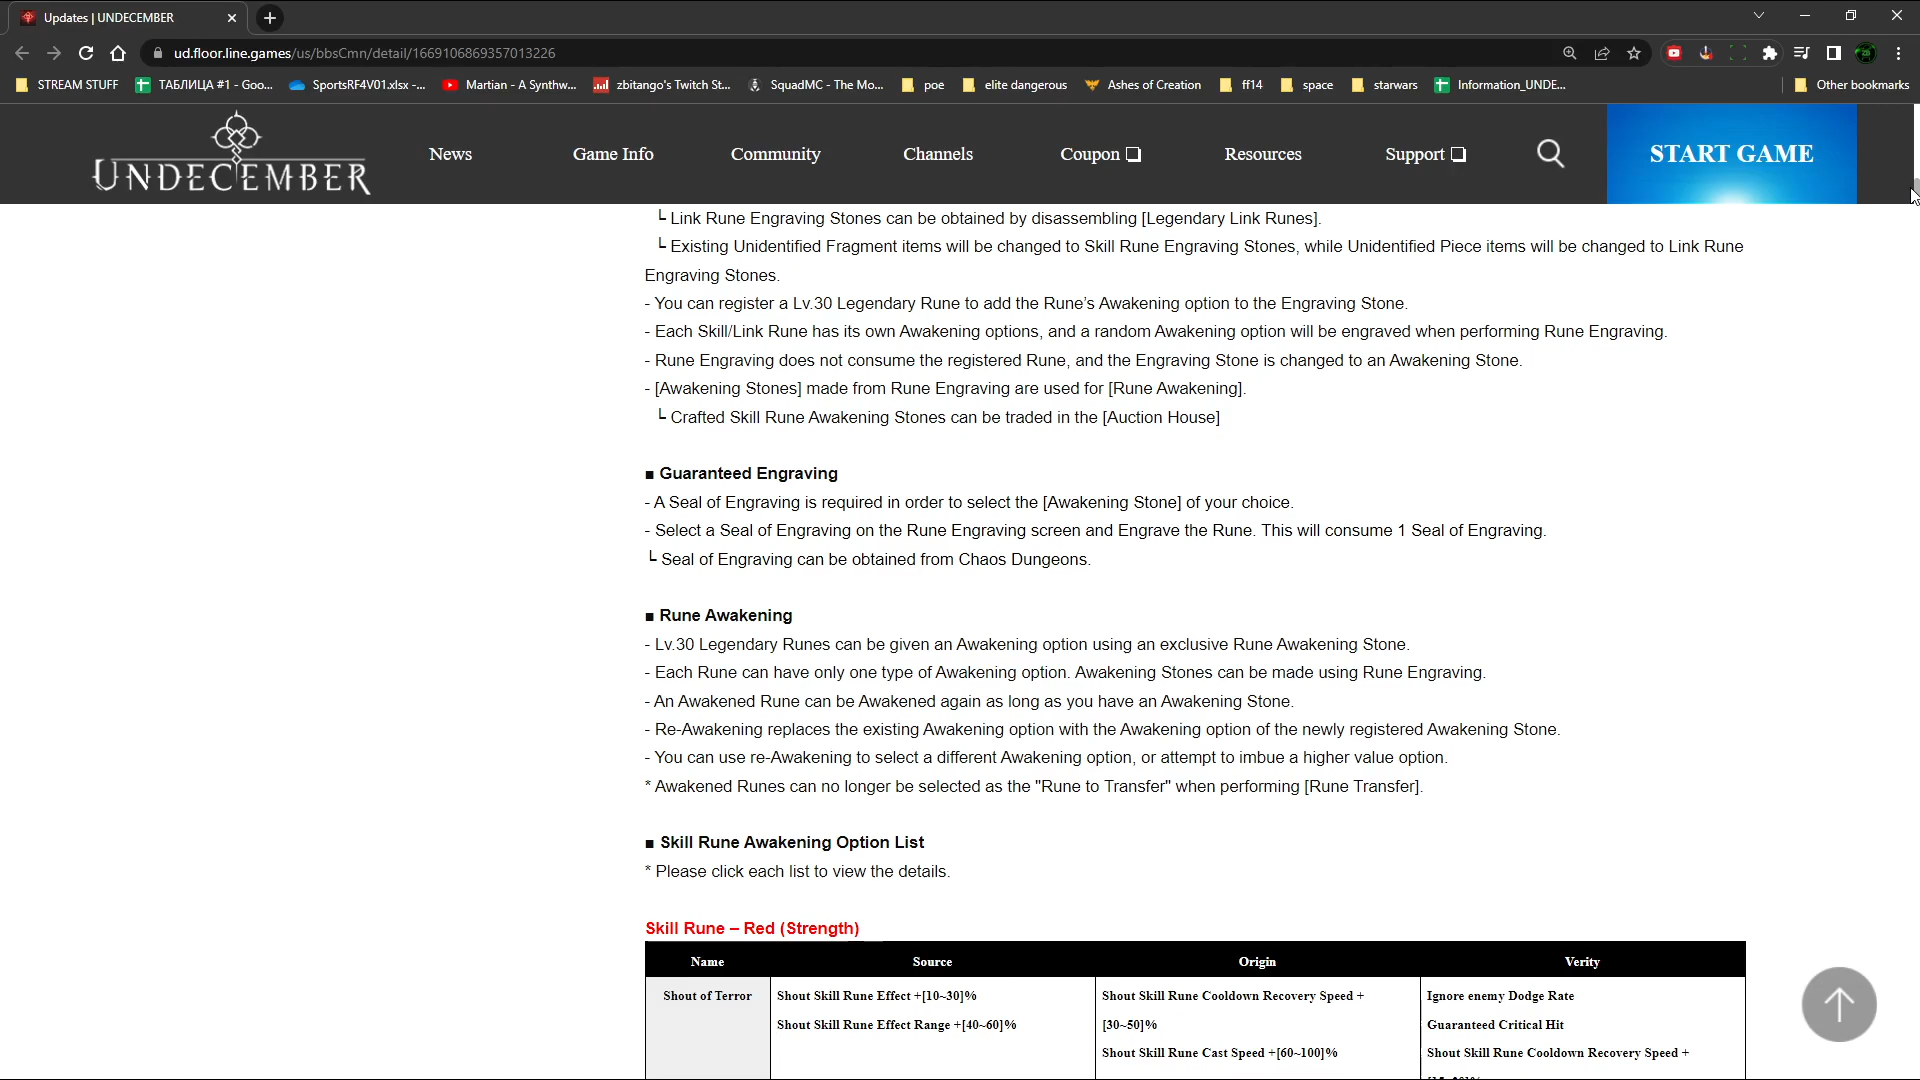 Updates | UNDECEMBER
ud.floor.line.games/us/bbsCmn/detail/1669106869357013226
STREAM STUFF
ТАБЛИЦА #1 - Goo...
SportsRF4V01.xlsx -...
Martian - A Synthw...
zbitango's Twitch St...
SquadMC - The Mo...
poe
elite dangerous
Ashes of Creation
ff14
space
starwars
Information_UNDE...
Other bookmarks
UNDECEMBER
News
Game Info
Community
Channels
Coupon
Resources
Support
START GAME
┗ Link Rune Engraving Stones can be obtained by disassembling [Legendary Link Runes].
┗ Existing Unidentified Fragment items will be changed to Skill Rune Engraving Stones, while Unidentified Piece items will be changed to Link Rune
Engraving Stones.
- You can register a Lv.30 Legendary Rune to add the Rune's Awakening option to the Engraving Stone.
- Each Skill/Link Rune has its own Awakening options, and a random Awakening option will be engraved when performing Rune Engraving.
- Rune Engraving does not consume the registered Rune, and the Engraving Stone is changed to an Awakening Stone.
- [Awakening Stones] made from Rune Engraving are used for [Rune Awakening].
┗ Crafted Skill Rune Awakening Stones can be traded in the [Auction House]
■ Guaranteed Engraving
- A Seal of Engraving is required in order to select the [Awakening Stone] of your choice.
- Select a Seal of Engraving on the Rune Engraving screen and Engrave the Rune. This will consume 1 Seal of Engraving.
┗ Seal of Engraving can be obtained from Chaos Dungeons.
■ Rune Awakening
- Lv.30 Legendary Runes can be given an Awakening option using an exclusive Rune Awakening Stone.
- Each Rune can have only one type of Awakening option. Awakening Stones can be made using Rune Engraving.
- An Awakened Rune can be Awakened again as long as you have an Awakening Stone.
- Re-Awakening replaces the existing Awakening option with the Awakening option of the newly registered Awakening Stone.
- You can use re-Awakening to select a different Awakening option, or attempt to imbue a higher value option.
* Awakened Runes can no longer be selected as the "Rune to Transfer" when performing [Rune Transfer].
■ Skill Rune Awakening Option List
* Please click each list to view the details.
Skill Rune – Red (Strength)
Name
Source
Origin
Verity
Shout of Terror
Shout Skill Rune Effect +[10~30]%
Shout Skill Rune Effect Range +[40~60]%
Shout Skill Rune Cooldown Recovery Speed +
[30~50]%
Shout Skill Rune Cast Speed +[60~100]%
Ignore enemy Dodge Rate
Guaranteed Critical Hit
Shout Skill Rune Cooldown Recovery Speed +